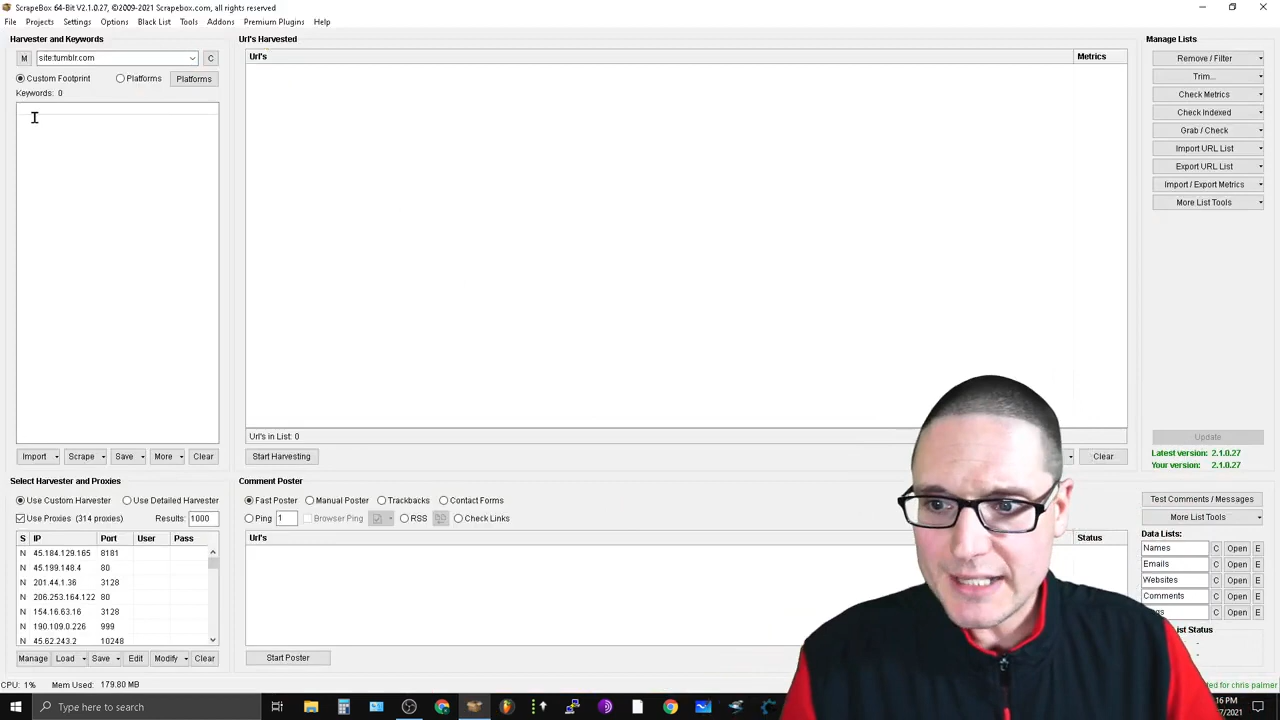 ScrapeBox 64-Bit V2.1.0.27, ©2009-2021 Scrapebox.com, all rights reserved
File Projects Settings Options Black List Tools Addons Premium Plugins Help
Harvester and Keywords
M site:tumblr.com C
Custom Footprint Platforms Platforms
Keywords: 0
Import Scrape Save More Clear
Url's Harvested
Url's Metrics
Url's in List: 0
Start Harvesting Clear
Manage Lists
Remove / Filter
Trim...
Check Metrics
Check Indexed
Grab / Check
Import URL List
Export URL List
Import / Export Metrics
More List Tools
Update
Latest version: 2.1.0.27
Your version: 2.1.0.27
Select Harvester and Proxies
Use Custom Harvester Use Detailed Harvester
Use Proxies (314 proxies) Results: 1000
S IP Port User Pass
N 45.184.129.165 8181
N 45.199.148.4 80
N 201.44.1.36 3128
N 206.253.164.122 80
N 154.16.63.16 3128
N 190.109.0.226 999
N 45.62.243.2 10248
Manage Load Save Edit Modify Clear
Comment Poster
Fast Poster Manual Poster Trackbacks Contact Forms
Ping 1 Browser Ping RSS Check Links
Url's Status
Start Poster
Test Comments / Messages
More List Tools
Data Lists:
Names C Open E
Emails C Open E
Websites C Open E
Comments C Open E
C Open E
List Status
CPU: 1% Mem Used: 179.80 MB
for chris palmer
Type here to search